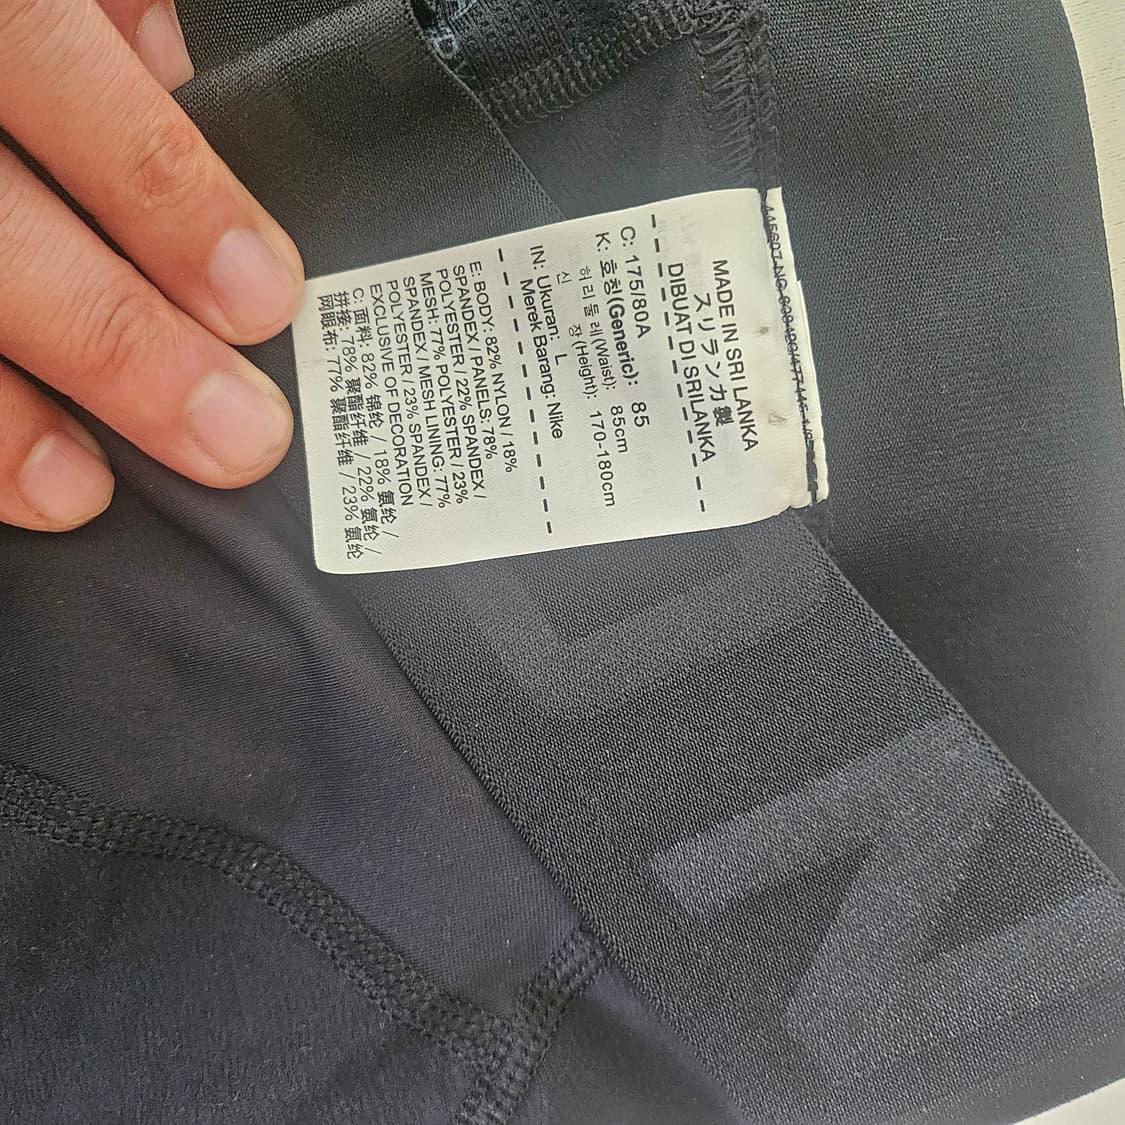 MADE IN SRI LANKA
スリランカ製
DIBUAT DI SRILANKA
C: 175/80A
K: 호칭(Generic): 85
허리둘레(Waist): 85cm
신 장(Height): 170-180cm
IN: Ukuran: L
Merek Barang: Nike
E: BODY: 82% NYLON / 18%
SPANDEX / PANELS: 78%
POLYESTER / 22% SPANDEX /
MESH: 77% POLYESTER / 23%
SPANDEX / MESH LINING: 77%
POLYESTER / 23% SPANDEX /
EXCLUSIVE OF DECORATION
C: 面料: 82% 锦纶 / 18% 氨纶 /
拼接: 78% 聚酯纤维 / 22% 氨纶 /
网眼布: 77% 聚酯纤维 / 23% 氨纶